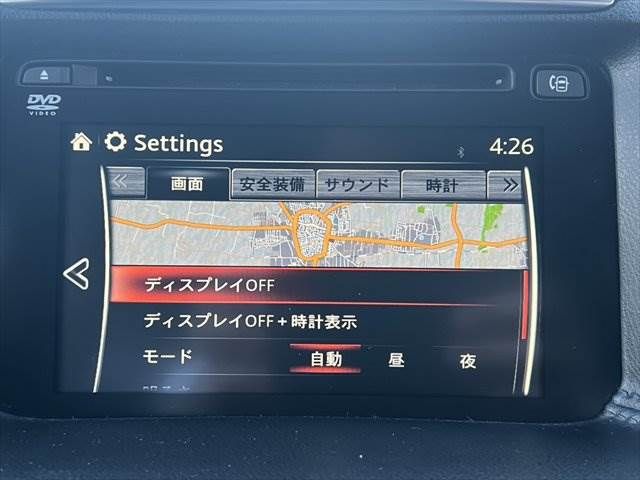 DVD
VIDEO
Settings
4:26
画面 安全装備 サウンド 時計
ディスプレイOFF
ディスプレイOFF+時計表示
モード 自動 昼 夜